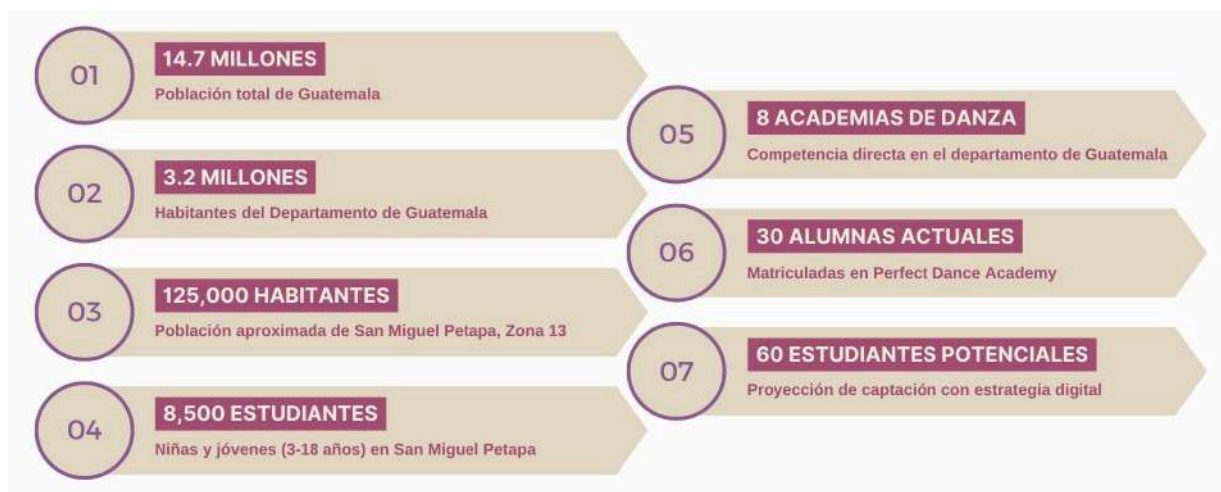 01
14.7 MILLONES
Población total de Guatemala
02
3.2 MILLONES
Habitantes del Departamento de Guatemala
03
125,000 HABITANTES
Población aproximada de San Miguel Petapa, Zona 13
04
8,500 ESTUDIANTES
Niñas y jóvenes (3-18 años) en San Miguel Petapa
05
8 ACADEMIAS DE DANZA
Competencia directa en el departamento de Guatemala
06
30 ALUMNAS ACTUALES
Matriculadas en Perfect Dance Academy
07
60 ESTUDIANTES POTENCIALES
Proyección de captación con estrategia digital